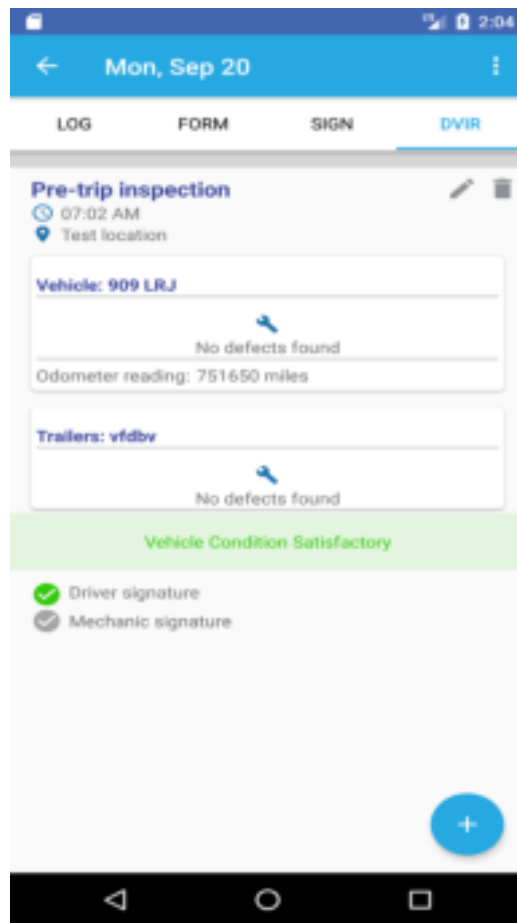 2:04
Mon, Sep 20
LOG FORM SIGN DVIR
Pre-trip inspection
07:02 AM
Test location
Vehicle: 909 LRJ
No defects found
Odometer reading: 751650 miles
Trailers: vfdbv
No defects found
Vehicle Condition Satisfactory
Driver signature
Mechanic signature